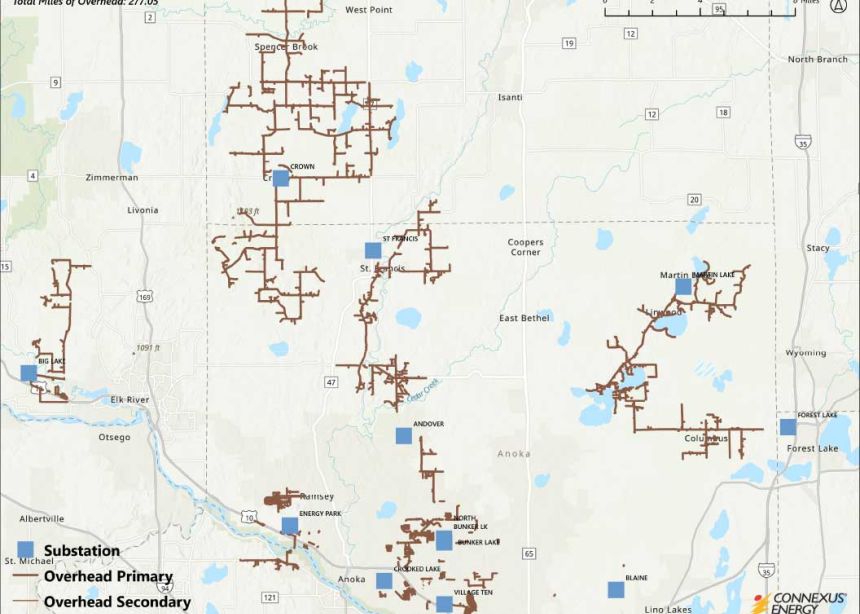 Total Miles of Overhead: 277.05
West Point
0 2 4 8 Miles
95
2
Spencer Brook
19
12
North Branch
9
Isanti
12
18
35
CROWN
4
Zimmerman
20
Livonia
1183 ft
ST FRANCIS
St. Francis
Coopers
Corner
Stacy
15
Martin
MARTIN LAKE
169
Linwood
East Bethel
1091 ft
Wyoming
BIG LAKE
47
Cedar Creek
Elk River
Otsego
ANDOVER
FOREST LAKE
Columbus
Forest Lake
Anoka
Ramsey
ENERGY PARK
10
Albertville
NORTH
BUNKER LK
BUNKER LAKE
Substation
65
St. Michael
CROOKED LAKE
Anoka
BLAINE
35
Overhead Primary
94
VILLAGE TEN
121
Overhead Secondary
Lino Lakes
CONNEXUS®
ENERGY